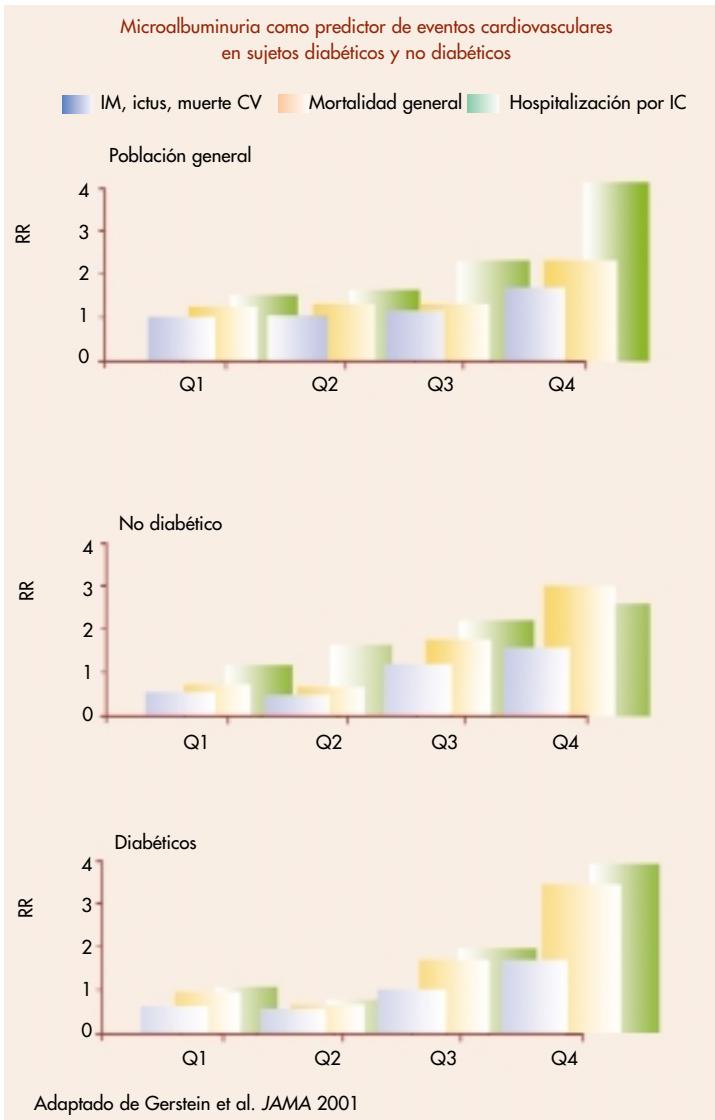 Microalbuminuria como predictor de eventos cardiovasculares
en sujetos diabéticos y no diabéticos
IM, ictus, muerte CV Mortalidad general Hospitalización por IC
Población general
RR
4
3
2
1
0
Q1 Q2 Q3 Q4
No diabético
RR
4
3
2
1
0
Q1 Q2 Q3 Q4
Diabéticos
RR
4
3
2
1
0
Q1 Q2 Q3 Q4
Adaptado de Gerstein et al. JAMA 2001